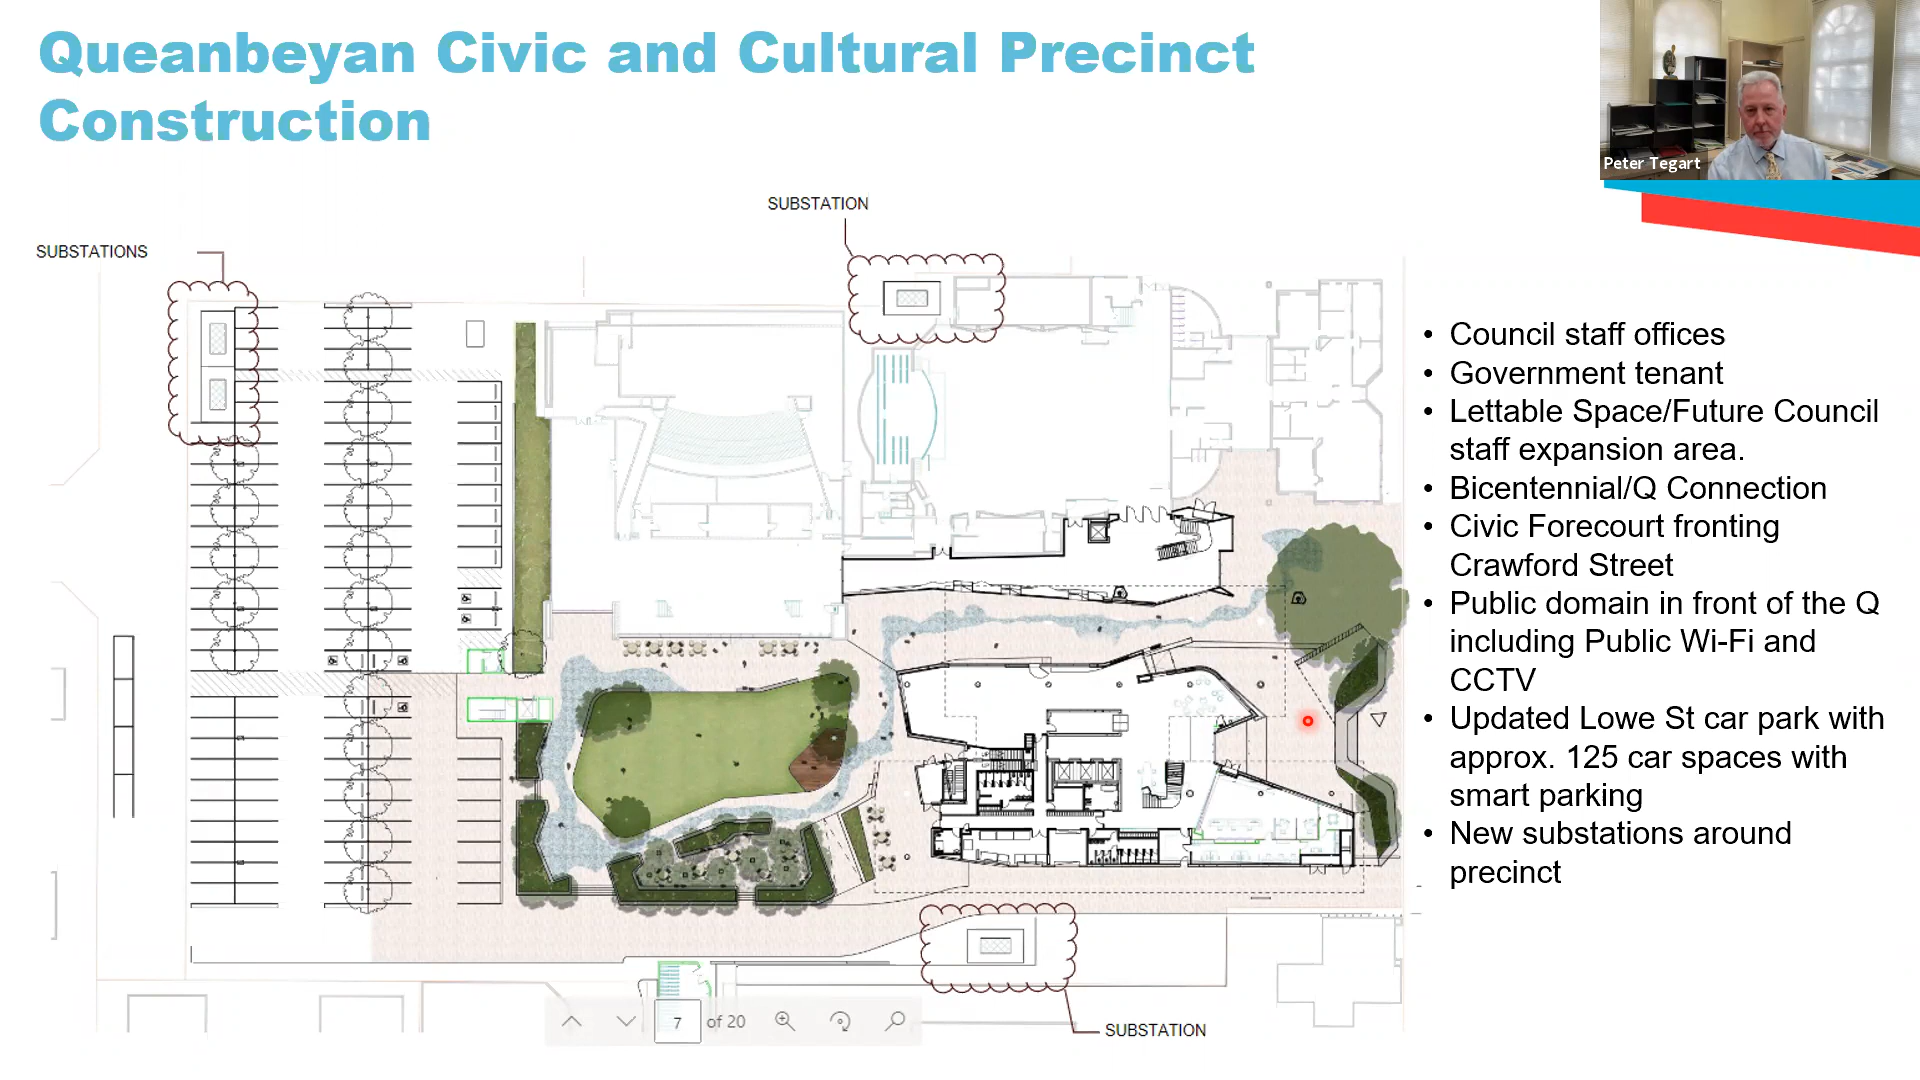 Queanbeyan Civic and Cultural Precinct
Construction
Peter Tegart
SUBSTATION
SUBSTATIONS
• Council staff offices
• Government tenant
• Lettable Space/Future Council
staff expansion area.
• Bicentennial/Q Connection
• Civic Forecourt fronting
Crawford Street
• Public domain in front of the Q
including Public Wi-Fi and
CCTV
• Updated Lowe St car park with
approx. 125 car spaces with
smart parking
• New substations around
precinct
7 of 20
SUBSTATION